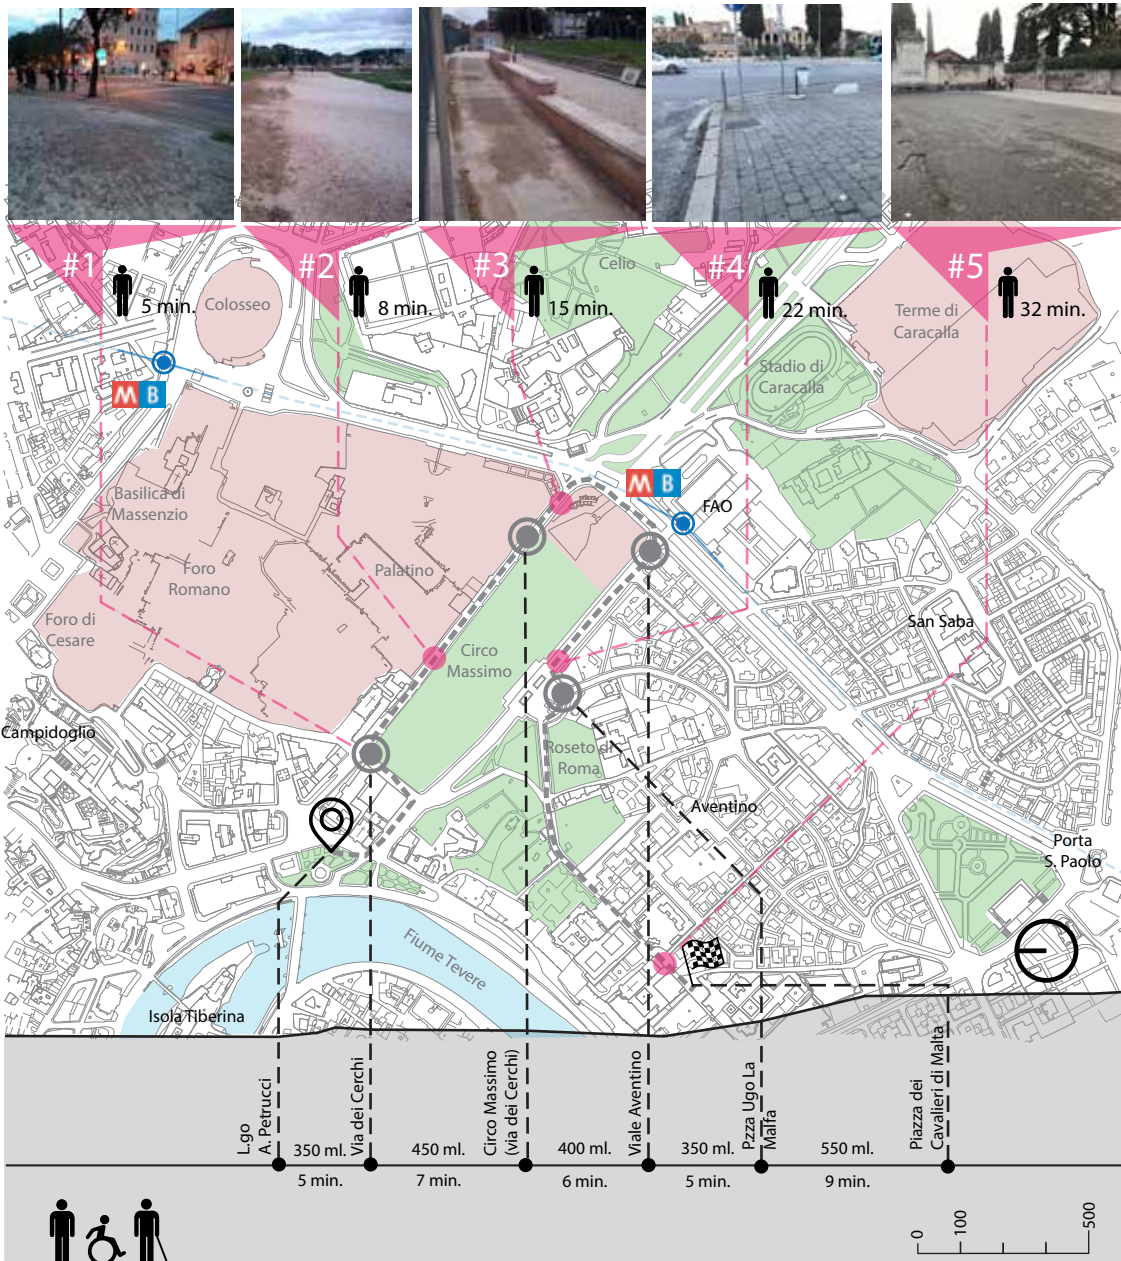 #1
5 min.
#2
8 min.
#3
15 min.
#4
22 min.
#5
32 min.
Colosseo
Celio
Terme di
Caracalla
Stadio di
Caracalla
M B
M B
FAO
Basilica di
Massenzio
Foro
Romano
Palatino
Foro di
Cesare
Circo
Massimo
San Saba
Campidoglio
Roseto di
Roma
Aventino
Porta
S. Paolo
Fiume Tevere
Isola Tiberina
L.go
A. Petrucci
Via dei Cerchi
Circo Massimo
(via dei Cerchi)
Viale Aventino
P.zza Ugo La
Malfa
Piazza dei
Cavalieri di Malta
350 ml.
450 ml.
400 ml.
350 ml.
550 ml.
5 min.
7 min.
6 min.
5 min.
9 min.
0
100
500